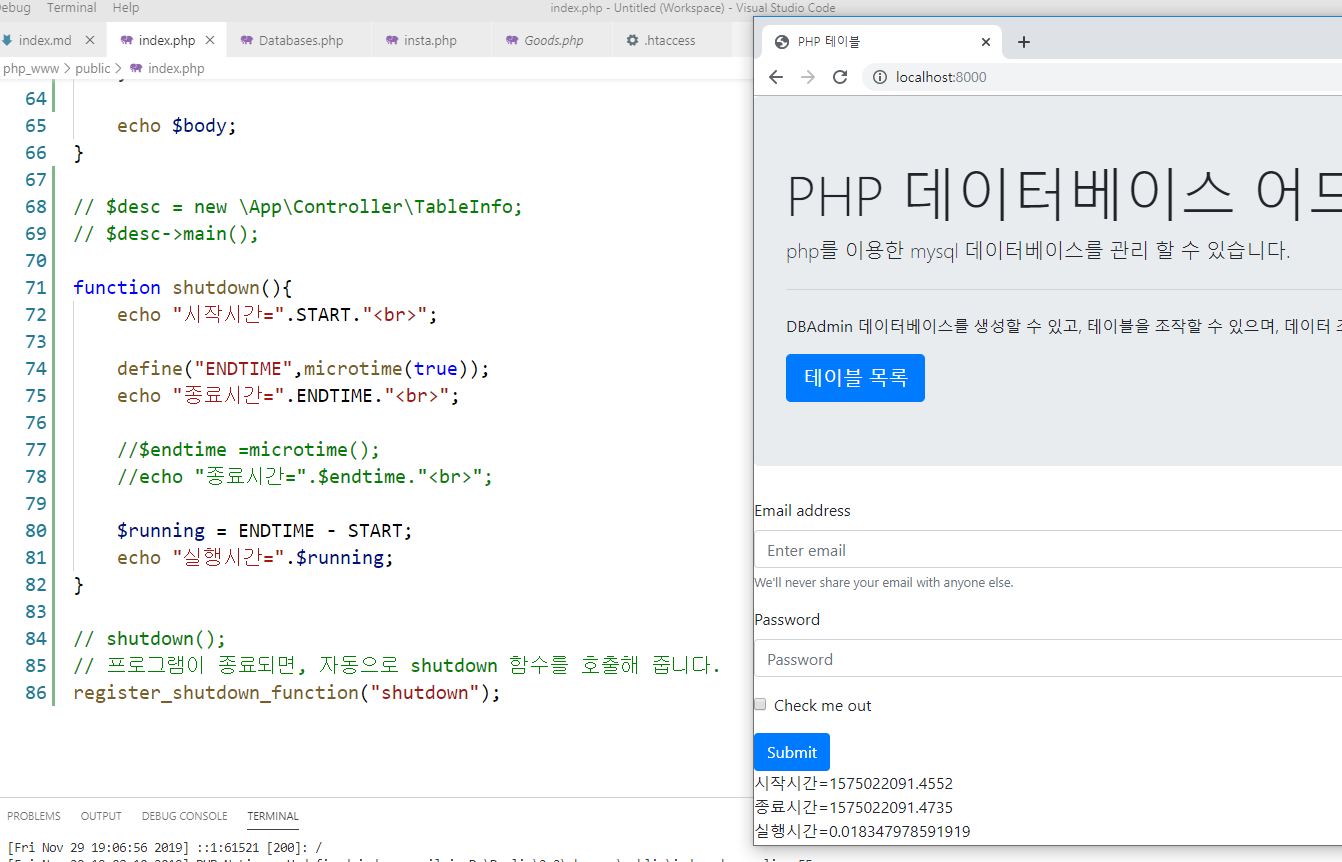 ebug Terminal Help index.php - Untitled (Workspace) - Visual Studio Code
index.md index.php Databases.php insta.php Goods.php .htaccess
php_www > public > index.php
64
65 echo $body;
66 }
67
68 // $desc = new \App\Controller\TableInfo;
69 // $desc->main();
70
71 function shutdown(){
72 echo "시작시간=".START."<br>";
73
74 define("ENDTIME",microtime(true));
75 echo "종료시간=".ENDTIME."<br>";
76
77 //$endtime =microtime();
78 //echo "종료시간=".$endtime."<br>";
79
80 $running = ENDTIME - START;
81 echo "실행시간=".$running;
82 }
83
84 // shutdown();
85 // 프로그램이 종료되면, 자동으로 shutdown 함수를 호출해 줍니다.
86 register_shutdown_function("shutdown");
PROBLEMS OUTPUT DEBUG CONSOLE TERMINAL
[Fri Nov 29 19:06:56 2019] ::1:61521 [200]: /
PHP 테이블
localhost:8000
PHP 데이터베이스
php를 이용한 mysql 데이터베이스를 관리 할 수 있습니다.
DBAdmin 데이터베이스를 생성할 수 있고, 테이블을 조작할 수 있으며, 데이터
테이블 목록
Email address
Enter email
We'll never share your email with anyone else.
Password
Password
Check me out
Submit
시작시간=1575022091.4552
종료시간=1575022091.4735
실행시간=0.018347978591919